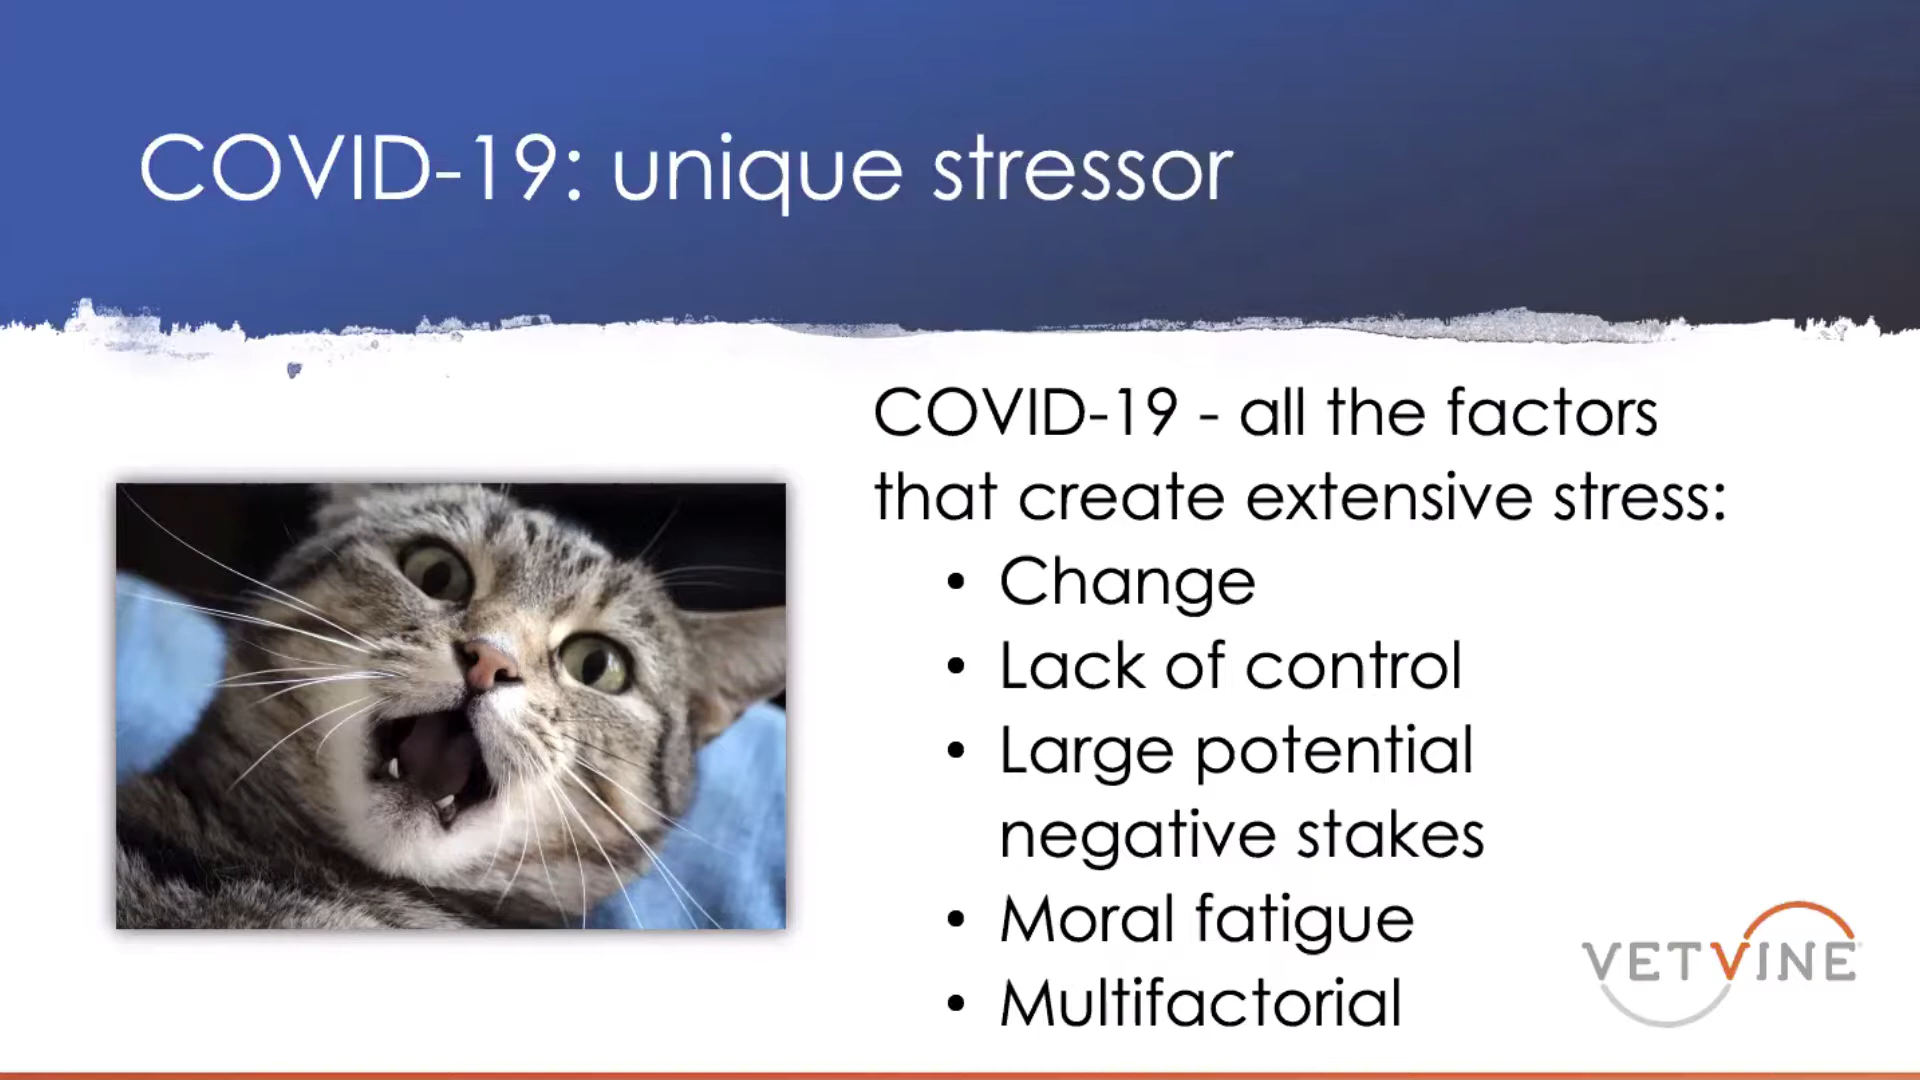 COVID-19: unique stressor
COVID-19 - all the factors
that create extensive stress:
• Change
• Lack of control
• Large potential
negative stakes
• Moral fatigue
• Multifactorial
VETVINE